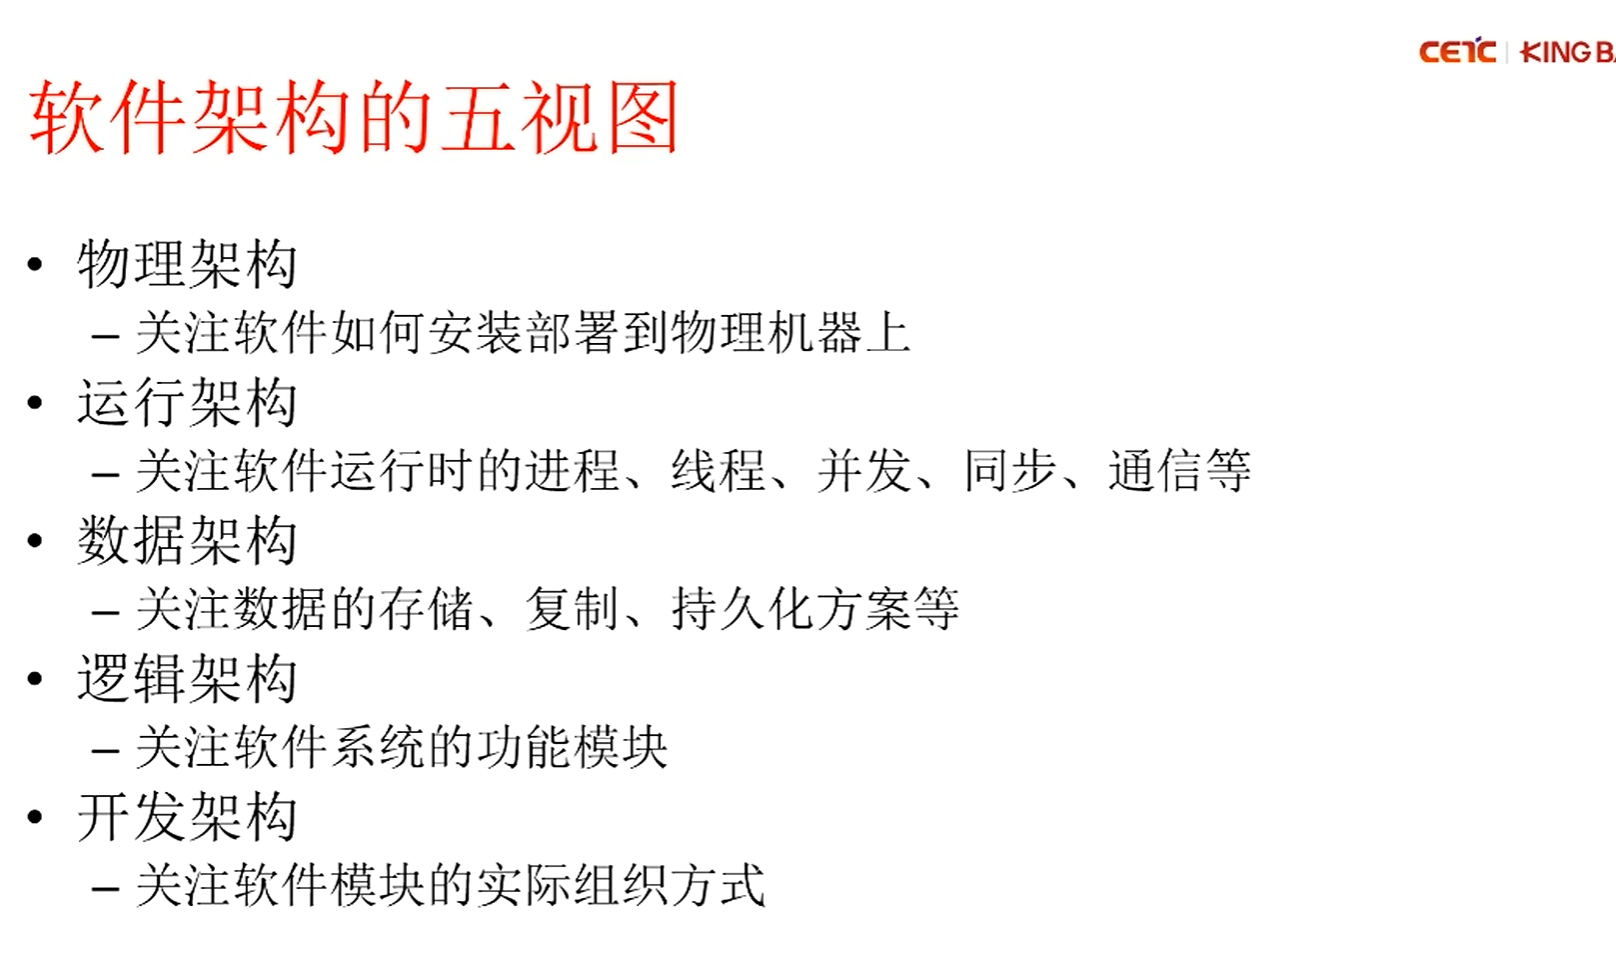 CETC | KINGBA
软件架构的五视图
• 物理架构
– 关注软件如何安装部署到物理机器上
• 运行架构
– 关注软件运行时的进程、线程、并发、同步、通信等
• 数据架构
– 关注数据的存储、复制、持久化方案等
• 逻辑架构
– 关注软件系统的功能模块
• 开发架构
– 关注软件模块的实际组织方式